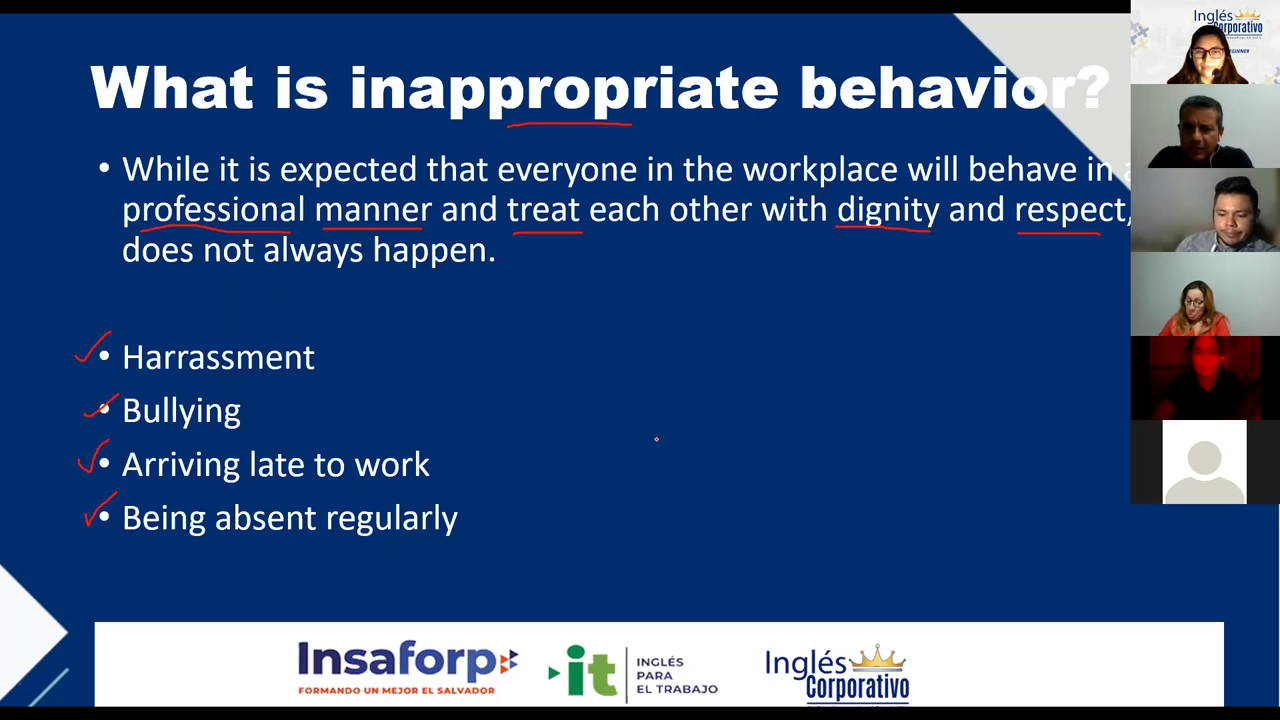 What is inappropriate behavior?
• While it is expected that everyone in the workplace will behave in a
professional manner and treat each other with dignity and respect,
does not always happen.
• Harrassment
• Bullying
• Arriving late to work
• Being absent regularly
Insaforp
FORMANDO UN MEJOR EL SALVADOR
it
INGLÉS
PARA
EL TRABAJO
Inglés
Corporativo
Inglés
Corporativo